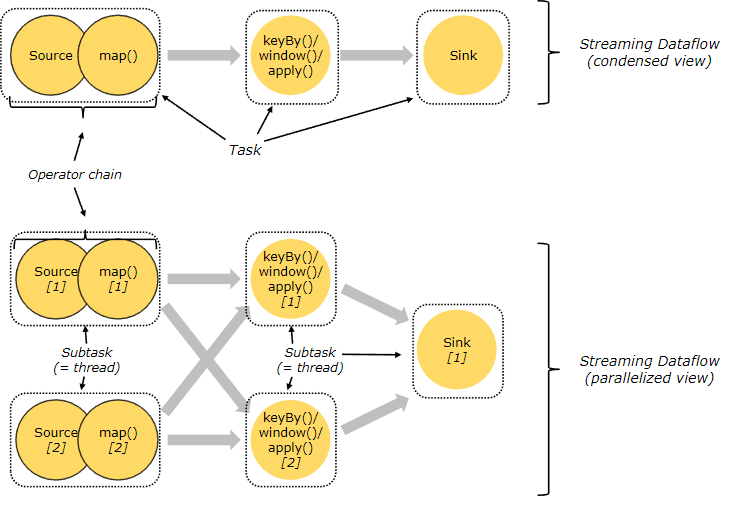 Source
map()
keyBy()/
window()/
apply()
Sink
Streaming Dataflow
(condensed view)
Task
Operator chain
Source
[1]
map()
[1]
keyBy()/
window()/
apply()
[1]
Subtask
(= thread)
Subtask
(= thread)
Sink
[1]
Streaming Dataflow
(parallelized view)
Source
[2]
map()
[2]
keyBy()/
window()/
apply()
[2]